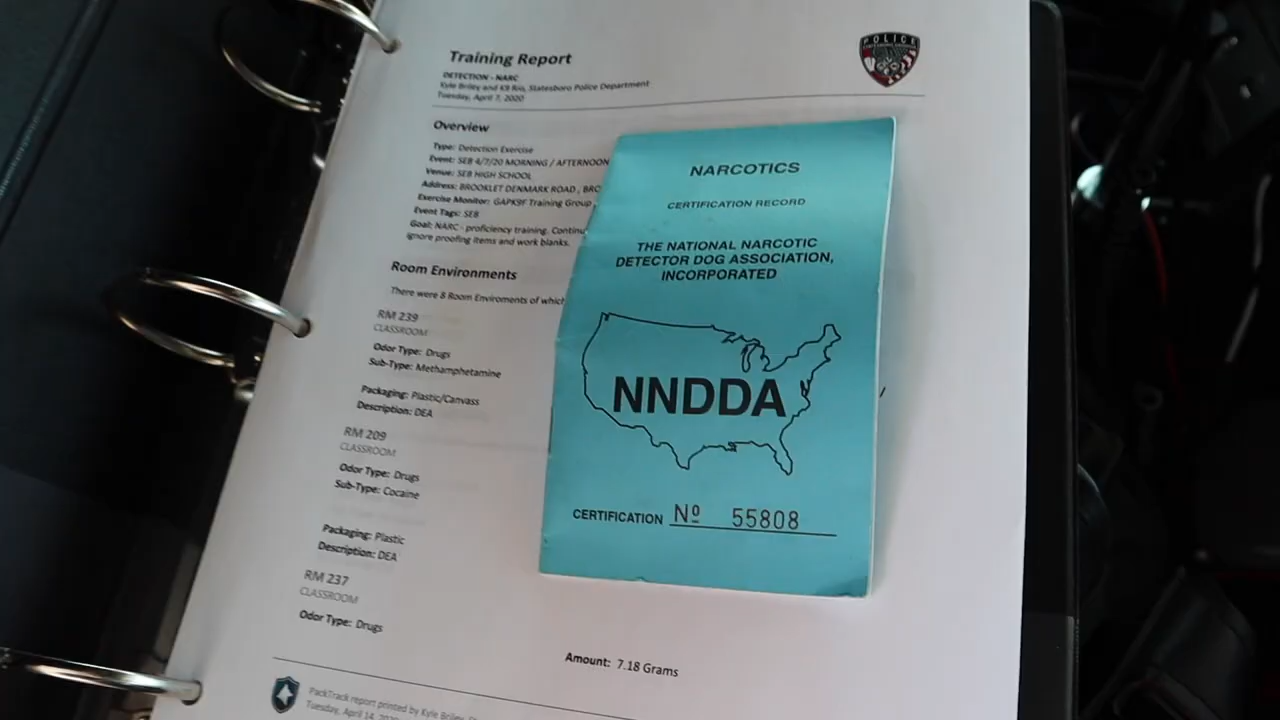 Training Report
POLICE
DETECTION - NARC
Kyle Briley and K9 Rio, Statesboro Police Department
Tuesday, April 7, 2020
Overview
Type: Detection Exercise
Event: SEB 4/7/20 MORNING / AFTERNOON
Venue: SEB HIGH SCHOOL
Address: BROOKLET DENMARK ROAD, BRO
Exercise Monitor: GAPK9F Training Group,
Event Tags: SEB
Goal: NARC - proficiency training. Continu
ignore proofing items and work blanks.
Room Environments
There were 8 Room Enviroments of which
RM 239
CLASSROOM
Odor Type: Drugs
Sub-Type: Methamphetamine
Packaging: Plastic/Canvass
Description: DEA
RM 209
CLASSROOM
Odor Type: Drugs
Sub-Type: Cocaine
Packaging: Plastic
Description: DEA
RM 237
CLASSROOM
Odor Type: Drugs
Amount: 7.18 Grams
PackTrack report printed by Kyle Briley, St
Tuesday, April 14, 2020
NARCOTICS
CERTIFICATION RECORD
THE NATIONAL NARCOTIC
DETECTOR DOG ASSOCIATION,
INCORPORATED
NNDDA
CERTIFICATION Nº 55808